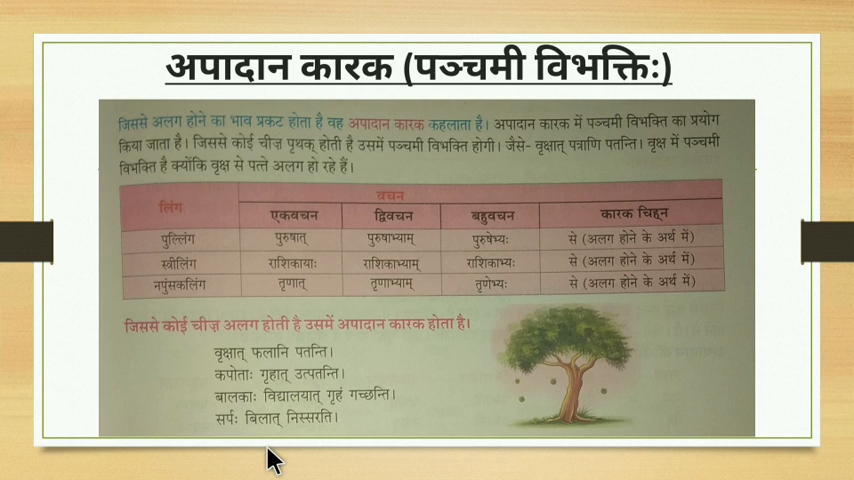 अपादान कारक (पञ्चमी विभक्तिः)
जिससे अलग होने का भाव प्रकट होता है वह अपादान कारक कहलाता है। अपादान कारक में पञ्चमी विभक्ति का प्रयोग
किया जाता है। जिससे कोई चीज़ पृथक् होती है उसमें पञ्चमी विभक्ति होगी। जैसे- वृक्षात् पत्राणि पतन्ति। वृक्ष में पञ्चमी
विभक्ति है क्योंकि वृक्ष से पत्ते अलग हो रहे हैं।
लिंग वचन
एकवचन द्विवचन बहुवचन कारक चिह्न
पुल्लिंग पुरुषात् पुरुषाभ्याम् पुरुषेभ्यः से (अलग होने के अर्थ में)
स्त्रीलिंग राशिकायाः राशिकाभ्याम् राशिकाभ्यः से (अलग होने के अर्थ में)
नपुंसकलिंग तृणात् तृणाभ्याम् तृणेभ्यः से (अलग होने के अर्थ में)
जिससे कोई चीज़ अलग होती है उसमें अपादान कारक होता है।
वृक्षात् फलानि पतन्ति।
कपोताः गृहात् उत्पतन्ति।
बालकाः विद्यालयात् गृहं गच्छन्ति।
सर्पः बिलात् निस्सरति।